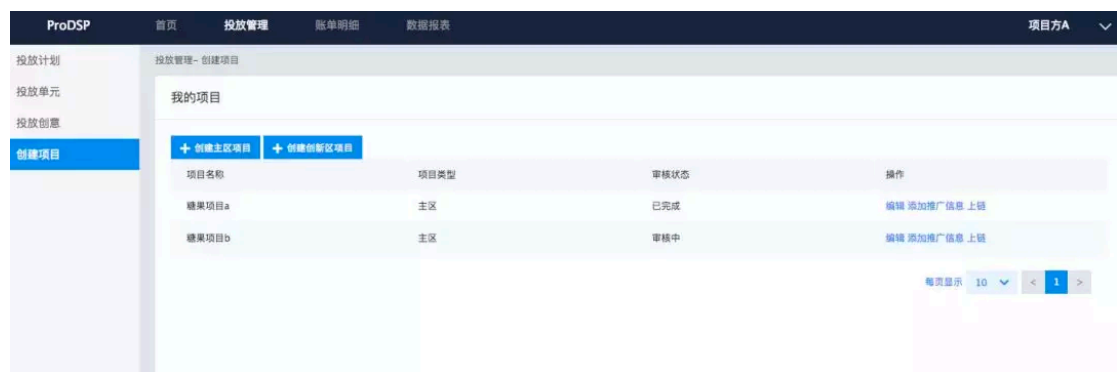 ProDSP 首页 投放管理 账单明细 数据报表 项目方A
投放计划
投放单元
投放创意
创建项目
投放管理- 创建项目
我的项目
+ 创建主区项目 + 创建创新区项目
项目名称 项目类型 审核状态 操作
糖果项目a 主区 已完成 编辑 添加推广信息 上链
糖果项目b 主区 审核中 编辑 添加推广信息 上链
每页显示 10 < 1 >